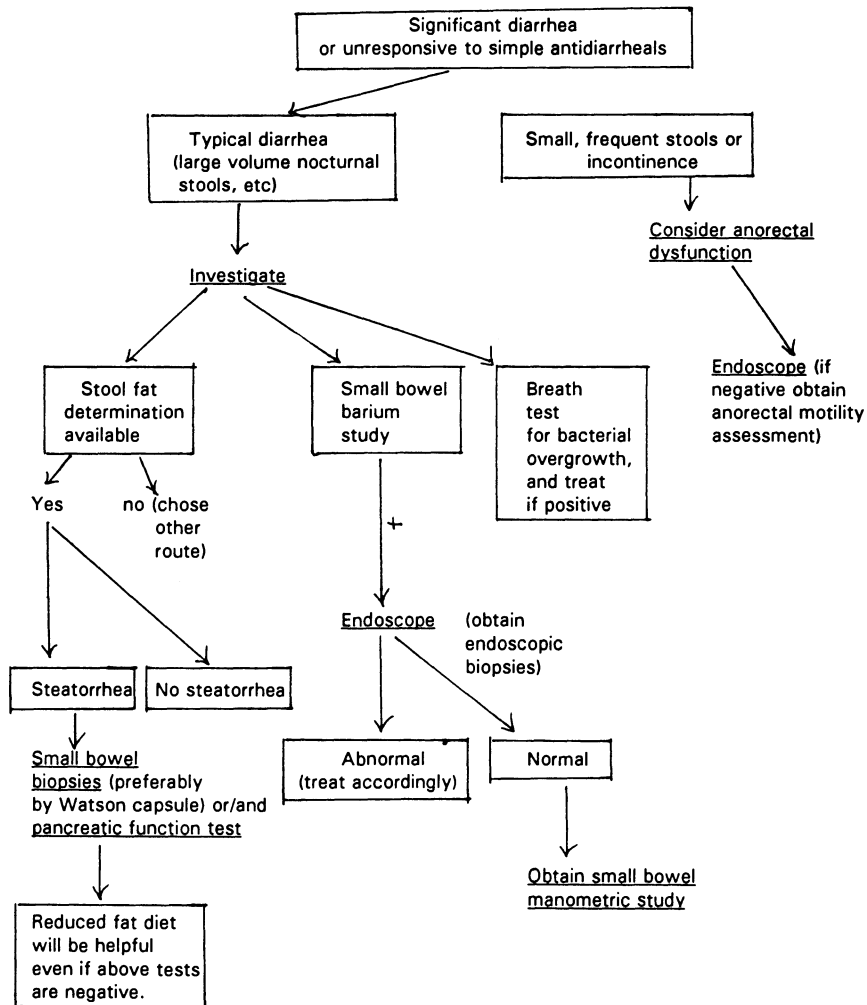 Significant diarrhea
or unresponsive to simple antidiarrheals
Typical diarrhea
(large volume nocturnal
stools, etc)
Small, frequent stools or
incontinence
Consider anorectal
dysfunction
Investigate
Endoscope (if
negative obtain
anorectal motility
assessment)
Stool fat
determination
available
Small bowel
barium
study
Breath
test
for bacterial
overgrowth,
and treat
if positive
Yes
no (chose
other
route)
+
Endoscope
(obtain
endoscopic
biopsies)
Steatorrhea
No steatorrhea
Abnormal
(treat accordingly)
Normal
Small bowel
biopsies (preferably
by Watson capsule) or/and
pancreatic function test
Obtain small bowel
manometric study
Reduced fat diet
will be helpful
even if above tests
are negative.